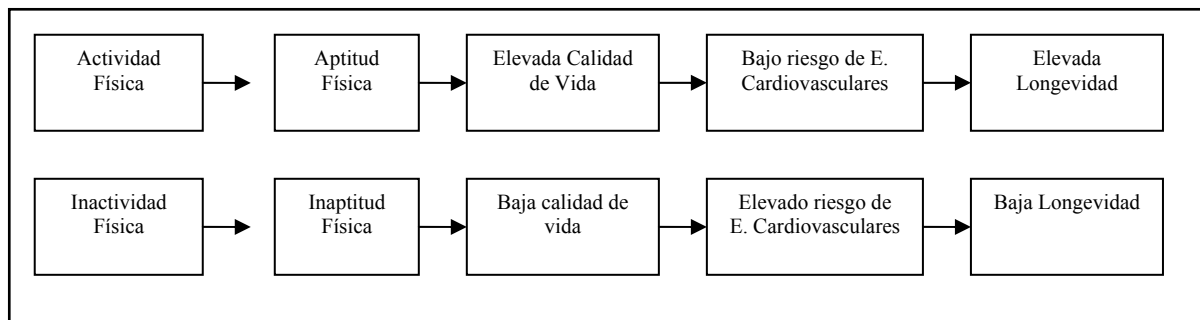 Actividad
Física
Aptitud
Física
Elevada Calidad
de Vida
Bajo riesgo de E.
Cardiovasculares
Elevada
Longevidad
Inactividad
Física
Inaptitud
Física
Baja calidad de
vida
Elevado riesgo de
E. Cardiovasculares
Baja Longevidad